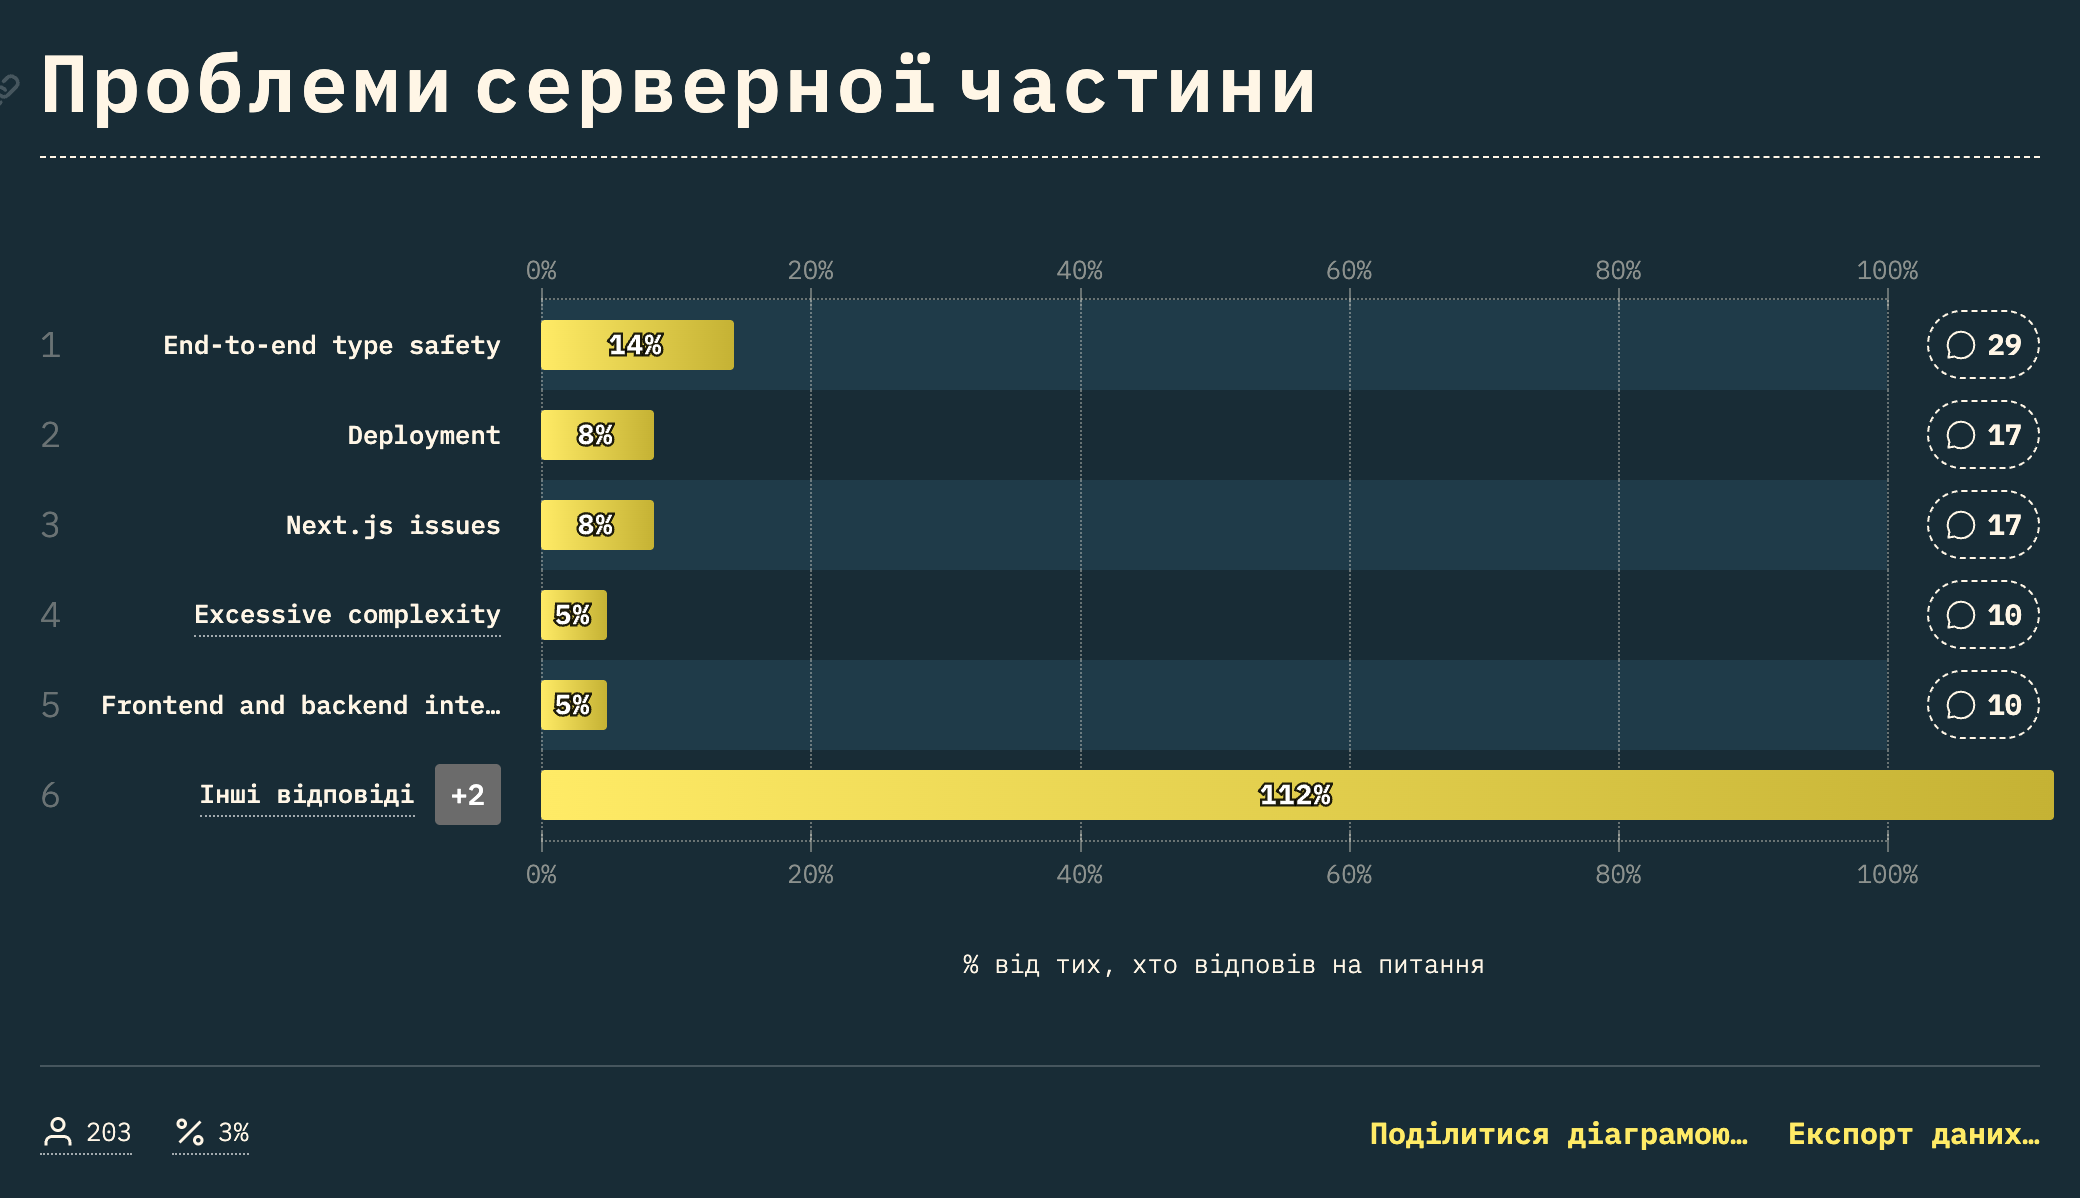 Проблеми серверної частини
0% 20% 40% 60% 80% 100%
1 End-to-end type safety 14% 29
2 Deployment 8% 17
3 Next.js issues 8% 17
4 Excessive complexity 5% 10
5 Frontend and backend inte… 5% 10
6 Інші відповіді +2 112%
0% 20% 40% 60% 80% 100%
% від тих, хто відповів на питання
203 3% Поділитися діаграмою… Експорт даних…